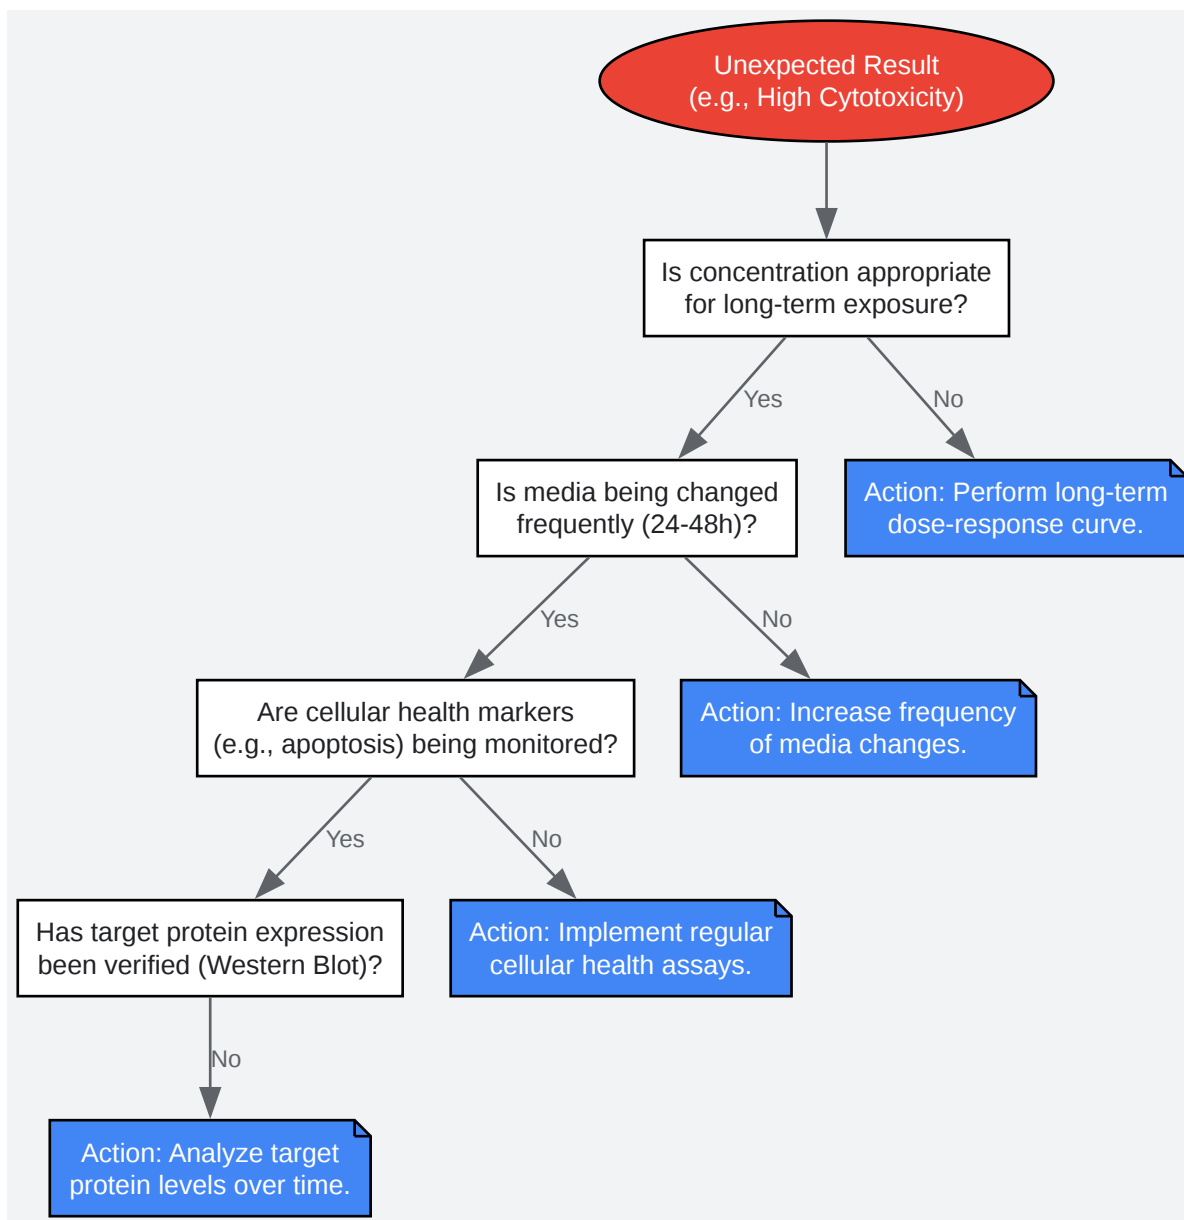 Unexpected Result
(e.g., High Cytotoxicity)
Is concentration appropriate
for long-term exposure?
Yes
No
Is media being changed
frequently (24-48h)?
Action: Perform long-term
dose-response curve.
Yes
No
Are cellular health markers
(e.g., apoptosis) being monitored?
Action: Increase frequency
of media changes.
Yes
No
Has target protein expression
been verified (Western Blot)?
Action: Implement regular
cellular health assays.
No
Action: Analyze target
protein levels over time.